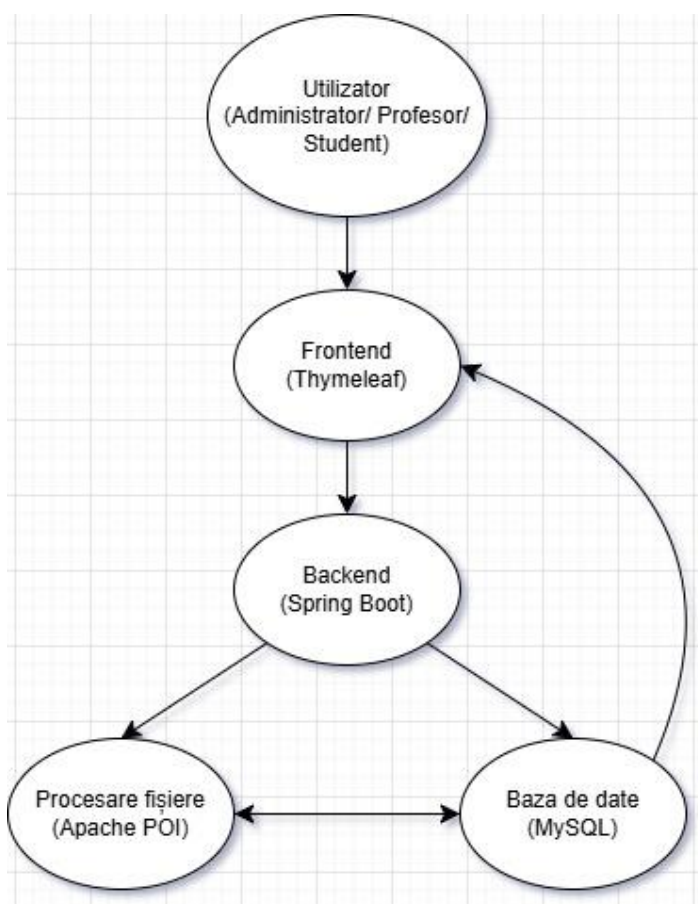 Utilizator
(Administrator/ Profesor/
Student)
Frontend
(Thymeleaf)
Backend
(Spring Boot)
Procesare fișiere
(Apache POI)
Baza de date
(MySQL)